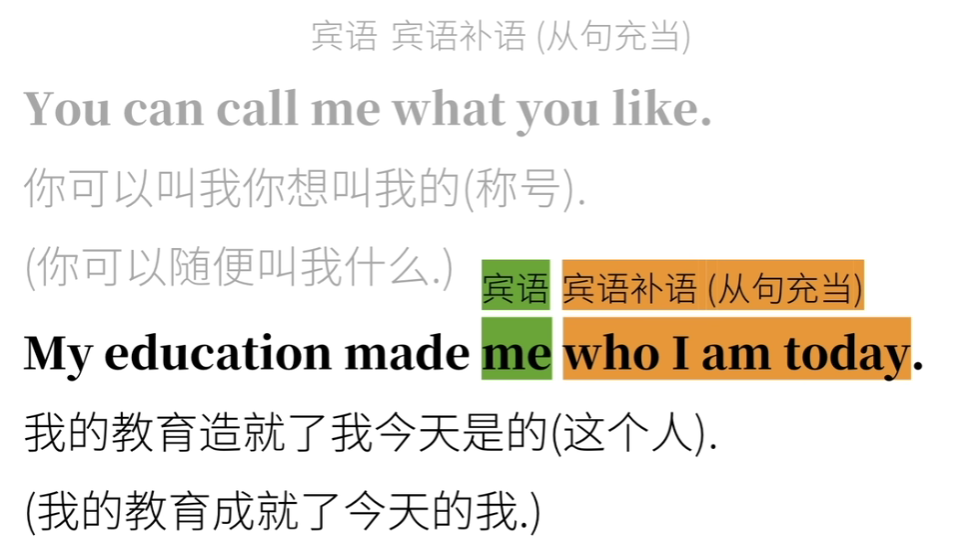 宾语 宾语补语 (从句充当)
You can call me what you like.
你可以叫我你想叫我的(称号).
(你可以随便叫我什么.)
宾语 宾语补语 (从句充当)
My education made me who I am today.
我的教育造就了我今天是的(这个人).
(我的教育成就了今天的我.)